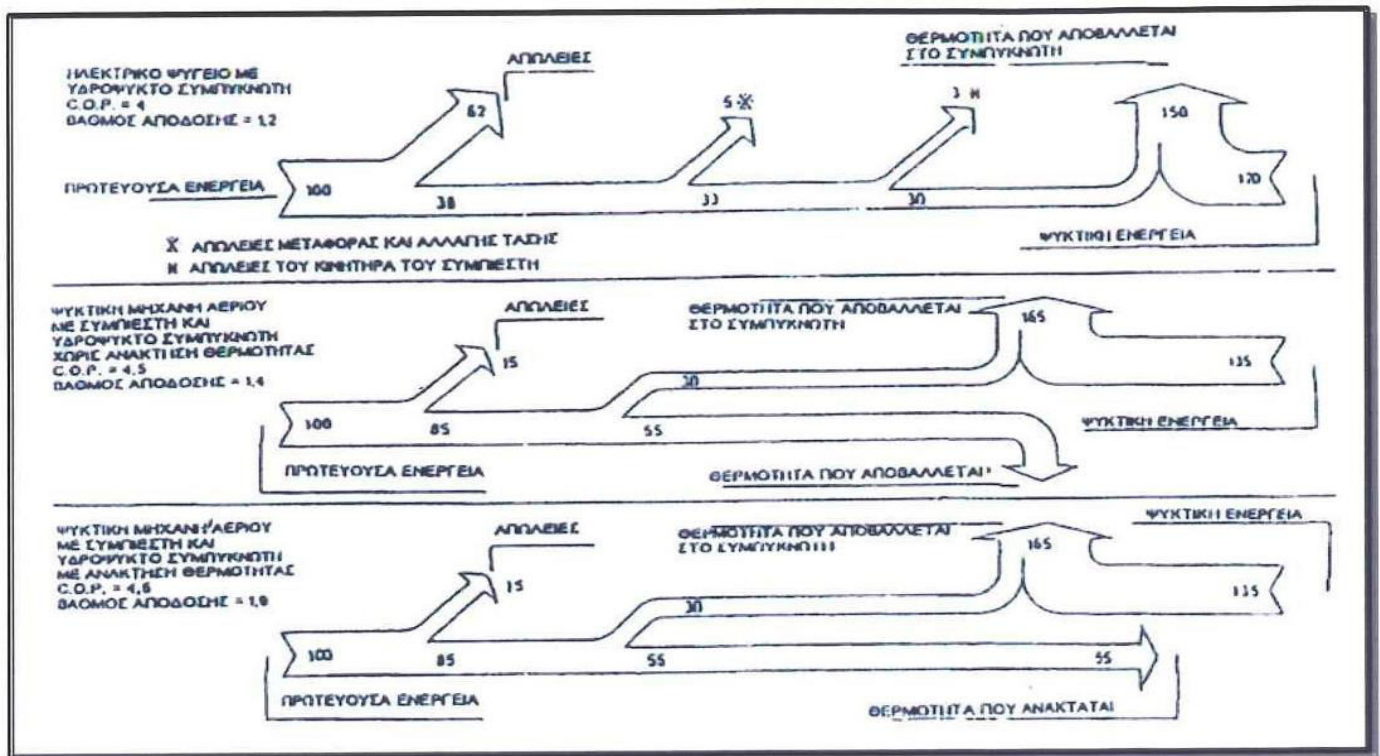 ΗΛΕΚΤΡΙΚΟ ΨΥΓΕΙΟ ΜΕ
ΥΔΡΟΨΥΚΤΟ ΣΥΜΠΥΚΝΩΤΗ
C.O.P. = 4
ΒΑΘΜΟΣ ΑΠΟΔΟΣΗΣ = 1,2
ΑΠΩΛΕΙΕΣ
ΘΕΡΜΟΤΗΤΑ ΠΟΥ ΑΠΟΒΑΛΛΕΤΑΙ
ΣΤΟ ΣΥΜΠΥΚΝΩΤΗ
62
5 ※
3 Ν
150
ΠΡΩΤΕΥΟΥΣΑ ΕΝΕΡΓΕΙΑ
100
38
33
30
120
ΨΥΚΤΙΚΗ ΕΝΕΡΓΕΙΑ
※ ΑΠΩΛΕΙΕΣ ΜΕΤΑΦΟΡΑΣ ΚΑΙ ΑΛΛΑΓΗΣ ΤΑΣΗΣ
Ν ΑΠΩΛΕΙΕΣ ΤΟΥ ΚΙΝΗΤΗΡΑ ΤΟΥ ΣΥΜΠΙΕΣΤΗ
ΨΥΚΤΙΚΗ ΜΗΧΑΝΗ ΑΕΡΙΟΥ
ΜΕ ΣΥΜΠΙΕΣΤΗ ΚΑΙ
ΥΔΡΟΨΥΚΤΟ ΣΥΜΠΥΚΝΩΤΗ
ΧΩΡΙΣ ΑΝΑΚΤΗΣΗ ΘΕΡΜΟΤΗΤΑΣ
C.O.P. = 4,5
ΒΑΘΜΟΣ ΑΠΟΔΟΣΗΣ = 1,4
ΑΠΩΛΕΙΕΣ
ΘΕΡΜΟΤΗΤΑ ΠΟΥ ΑΠΟΒΑΛΛΕΤΑΙ
ΣΤΟ ΣΥΜΠΥΚΝΩΤΗ
165
15
30
135
100
85
55
ΨΥΚΤΙΚΗ ΕΝΕΡΓΕΙΑ
ΠΡΩΤΕΥΟΥΣΑ ΕΝΕΡΓΕΙΑ
ΘΕΡΜΟΤΗΤΑ ΠΟΥ ΑΠΟΒΑΛΛΕΤΑΙ
ΨΥΚΤΙΚΗ ΜΗΧΑΝΗ ΑΕΡΙΟΥ
ΜΕ ΣΥΜΠΙΕΣΤΗ ΚΑΙ
ΥΔΡΟΨΥΚΤΟ ΣΥΜΠΥΚΝΩΤΗ
ΜΕ ΑΝΑΚΤΗΣΗ ΘΕΡΜΟΤΗΤΑΣ
C.O.P. =
ΒΑΘΜΟΣ ΑΠΟΔΟΣΗΣ =
ΑΠΩΛΕΙΕΣ
ΘΕΡΜΟΤΗΤΑ ΠΟΥ ΑΠΟΒΑΛΛΕΤΑΙ
ΣΤΟ ΣΥΜΠΥΚΝΩΤΗ
ΨΥΚΤΙΚΗ ΕΝΕΡΓΕΙΑ
165
15
30
135
100
85
55
55
ΠΡΩΤΕΥΟΥΣΑ ΕΝΕΡΓΕΙΑ
ΘΕΡΜΟΤΗΤΑ ΠΟΥ ΑΝΑΚΤΑΤΑΙ